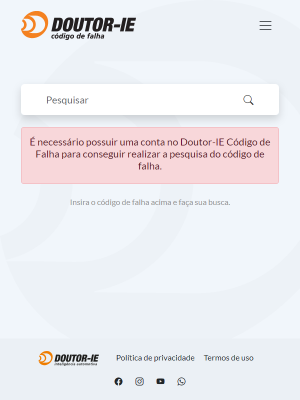 DOUTOR-IE
código de falha
Pesquisar
É necessário possuir uma conta no Doutor-IE Código de
Falha para conseguir realizar a pesquisa do código de
falha.
Insira o código de falha acima e faça sua busca.
DOUTOR-IE
inteligência automotiva
Política de privacidade
Termos de uso